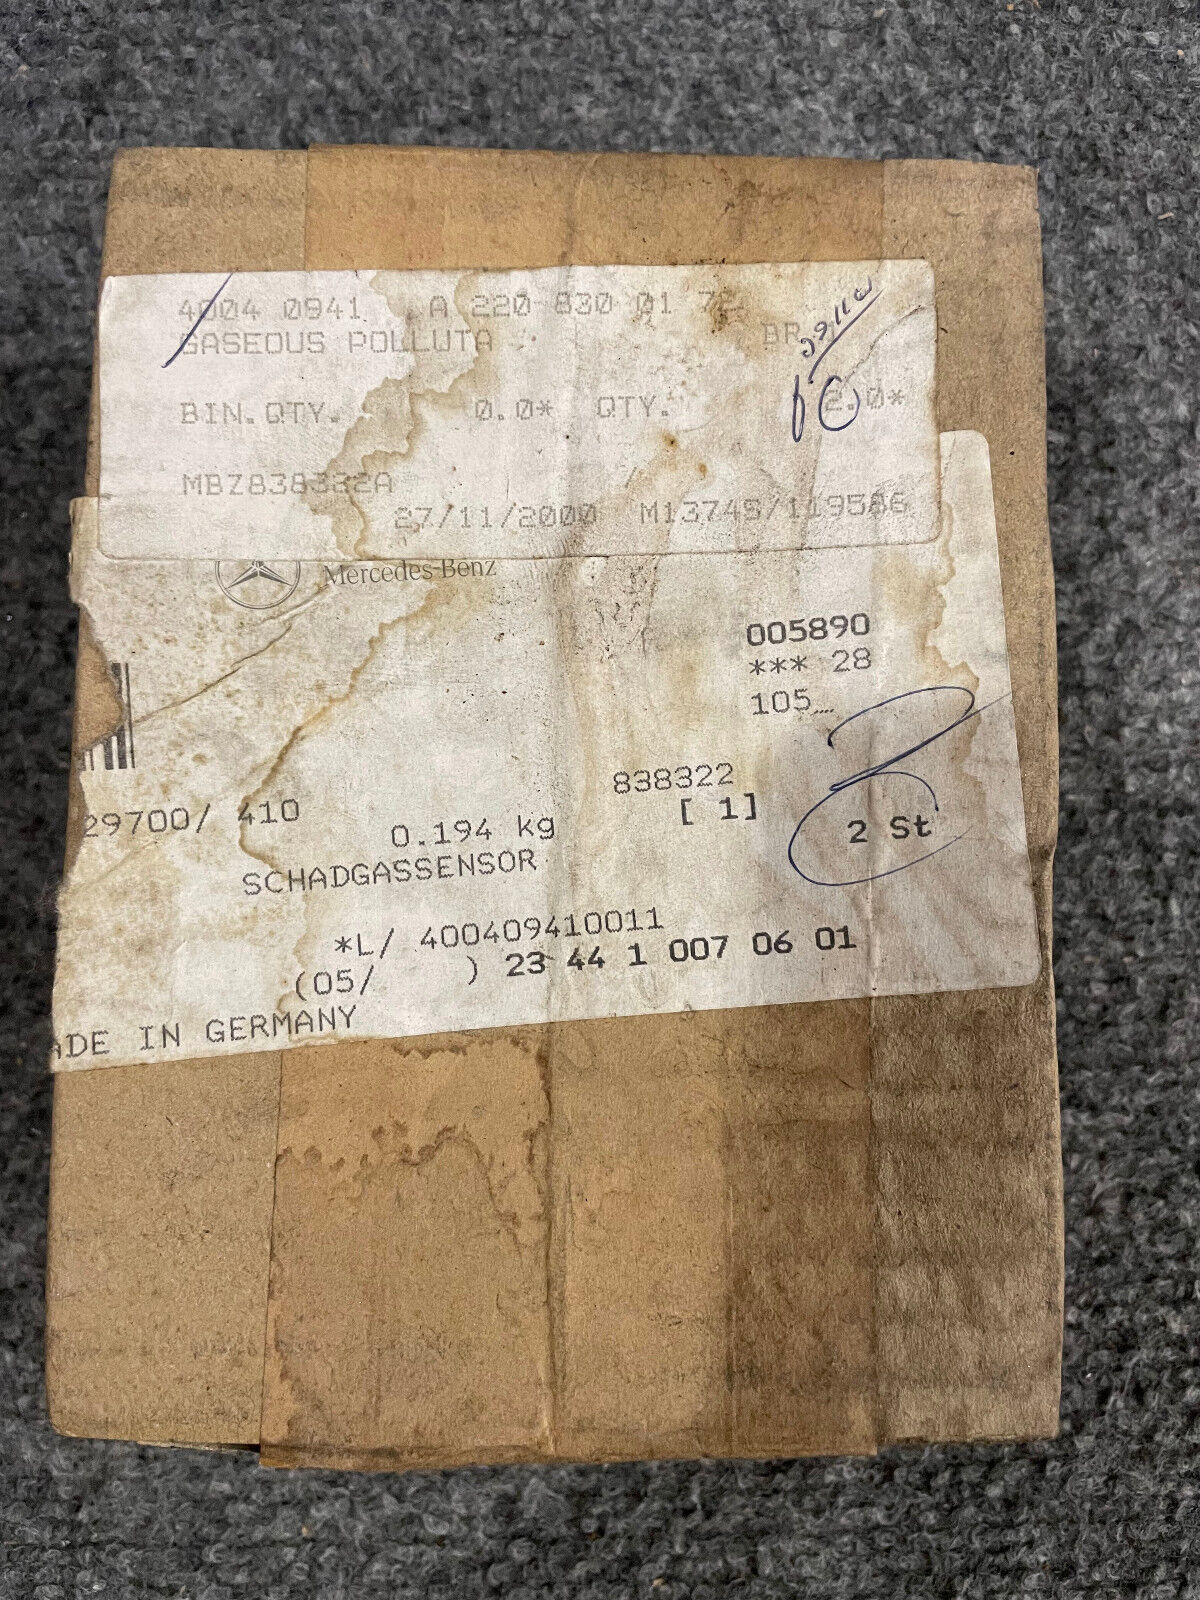 4004 0941 A 220 830 01 72
GASEOUS POLLUTA BR
BIN.QTY. 0.0* QTY. 2.0*
MBZ838322A
27/11/2000 M13749/119586
Mercedes-Benz
005890
*** 28
105
838322
29700/ 410 [ 1]
0.194 kg 2 St
SCHADGASSENSOR
*L/ 400409410011
(05/ ) 23 44 1 007 06 01
ADE IN GERMANY